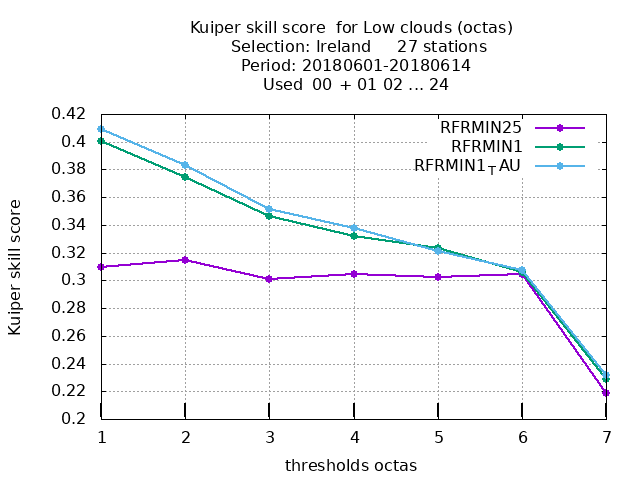 Kuiper skill score  for Low clouds (octas)
Selection: Ireland     27 stations
Period: 20180601-20180614
Used  00  + 01 02 ... 24
RFRMIN25
RFRMIN1
RFRMIN1TAU
0.42
0.4
0.38
0.36
0.34
0.32
0.3
0.28
0.26
0.24
0.22
0.2
Kuiper skill score
1 2 3 4 5 6 7
thresholds octas